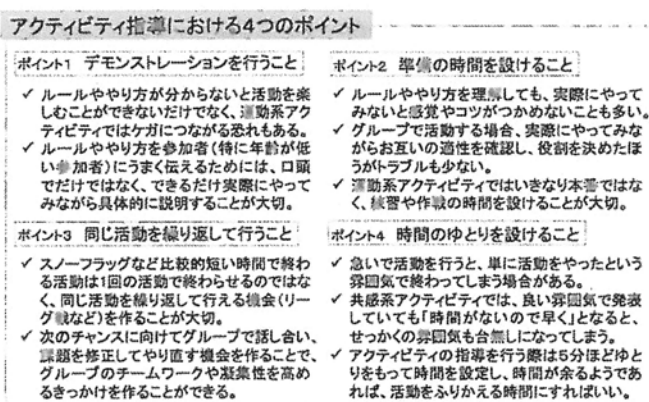 アクティビティ指導における4つのポイント
ポイント1 デモンストレーションを行うこと
✓ ルールややり方が分からないと活動を楽
しむことができないだけでなく、運動系アク
ティビティではケガにつながる恐れもある。
✓ ルールややり方を参加者(特に年齢が低
い参加者)にうまく伝えるためには、口頭
でだけではなく、できるだけ実際にやって
みながら具体的に説明することが大切。
ポイント2 準備の時間を設けること
✓ ルールややり方を理解しても、実際にやって
みないと感覚やコツがつかめないことも多い。
✓ グループで活動する場合、実際にやってみな
がらお互いの適性を確認し、役割を決めたほ
うがトラブルも少ない。
✓ 運動系アクティビティではいきなり本番ではな
く、練習や作戦の時間を設けることが大切。
ポイント3 同じ活動を繰り返して行うこと
✓ スノーフラッグなど比較的短い時間で終わ
る活動は1回の活動で終わらせるのではな
く、同じ活動を繰り返して行える機会(リー
グ戦など)を作ることが大切。
✓ 次のチャンスに向けてグループで話し合い、
課題を修正してやり直す機会を作ることで、
グループのチームワークや凝集性を高め
るきっかけを作ることができる。
ポイント4 時間のゆとりを設けること
✓ 急いで活動を行うと、単に活動をやったという
雰囲気で終わってしまう場合がある。
✓ 共感系アクティビティでは、良い雰囲気で発表
していても「時間がないので早く」となると、
せっかくの雰囲気も台無しになってしまう。
✓ アクティビティの指導を行う際は5分ほどゆと
りをもって時間を設定し、時間が余るようであ
れば、活動をふりかえる時間にすればいい。